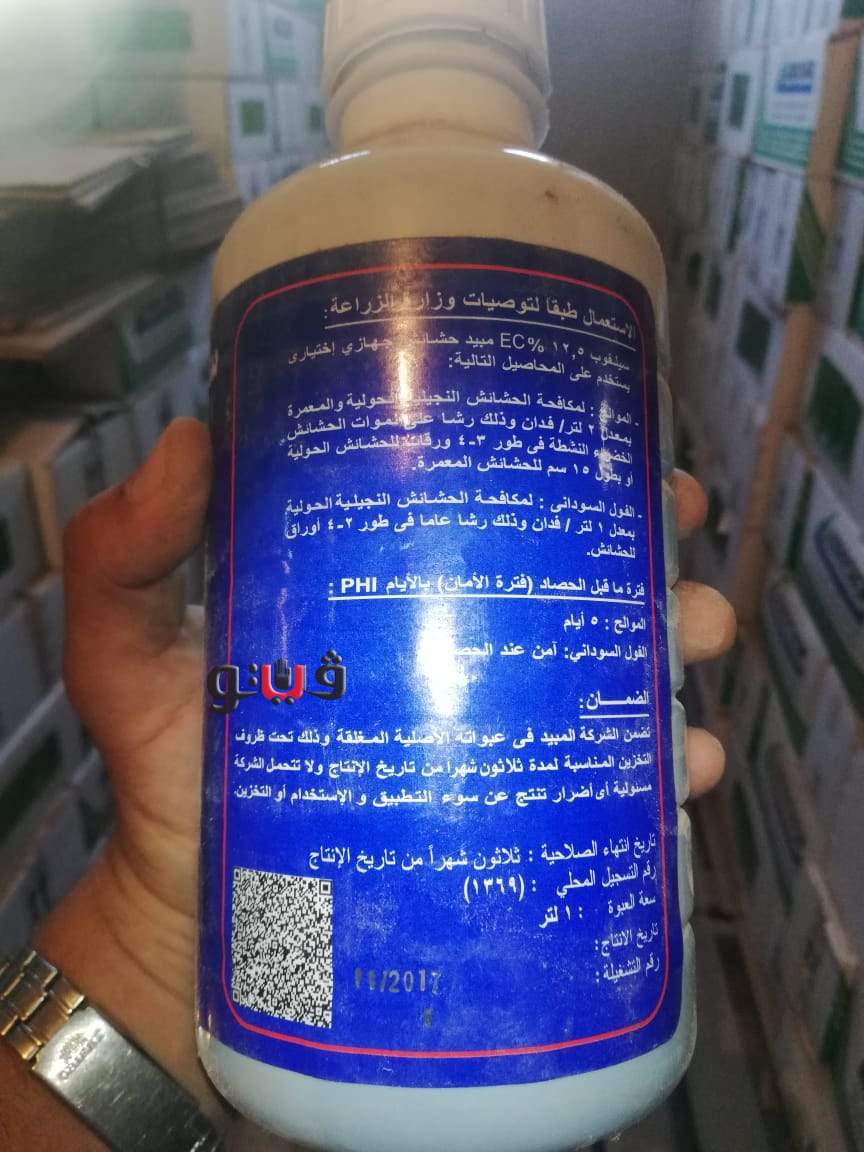 الاستعمال طبقاً لتوصيات وزارة الزراعة:
سيلفوب ١٢,٥ %EC مبيد حشائش جهازي إختيارى
يستخدم على المحاصيل التالية:
- الموالح: لمكافحة الحشائش النجيلية الحولية والمعمرة
بمعدل ٢ لتر/ فدان وذلك رشا على نموات الحشائش
الخضراء النشطة فى طور ٣-٤ ورقات للحشائش الحولية
أو بطول ١٥ سم للحشائش المعمرة.
- الفول السودانى: لمكافحة الحشائش النجيلية الحولية
بمعدل ١ لتر / فدان وذلك رشا عاما فى طور ٢-٤ أوراق
للحشائش.
فترة ما قبل الحصاد (فترة الأمان) بالأيام PHI :
الموالح : ٥ أيام
الفول السوداني: آمن عند
ڤيتو
الضمـــان:
تضمن الشركة المبيد فى عبواته الأصلية المغلقة وذلك تحت ظروف
التخزين المناسبة لمدة ثلاثون شهرا من تاريخ الإنتاج ولا تتحمل الشركة
مسئولية أى أضرار تنتج عن سوء التطبيق و الإستخدام أو التخزين.
تاريخ انتهاء الصلاحية : ثلاثون شهراً من تاريخ الإنتاج
رقم التسجيل المحلي : (١٣٦٩)
سعة العبوة : ١ لتر
تاريخ الانتاج:
11/2017
رقم التشغيلة :